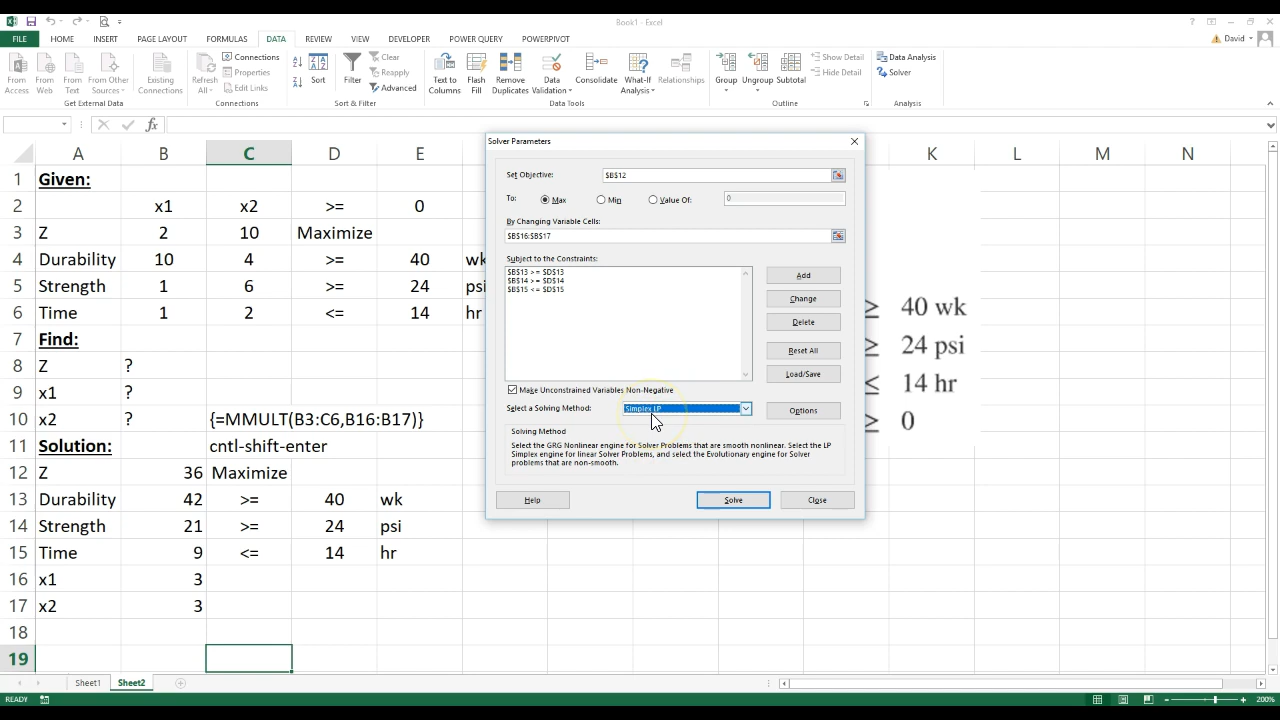 Book1 - Excel
FILE HOME INSERT PAGE LAYOUT FORMULAS DATA REVIEW VIEW DEVELOPER POWER QUERY POWERPIVOT David
From Access
From Web
From Text
From Other Sources
Get External Data
Existing Connections
Refresh All
Connections
Properties
Edit Links
Connections
Sort
Filter
Clear
Reapply
Advanced
Sort & Filter
Text to Columns
Flash Fill
Remove Duplicates
Data Validation
Consolidate
What-If Analysis
Relationships
Data Tools
Group
Ungroup
Subtotal
Show Detail
Hide Detail
Outline
Data Analysis
Solver
Analysis
fx
A B C D E K L M N
1 Given:
2 x1 x2 >= 0
3 Z 2 10 Maximize
4 Durability 10 4 >= 40 wk
5 Strength 1 6 >= 24 psi
6 Time 1 2 <= 14 hr
7 Find:
8 Z ?
9 x1 ?
10 x2 ? {=MMULT(B3:C6,B16:B17)}
11 Solution: cntl-shift-enter
12 Z 36 Maximize
13 Durability 42 >= 40 wk
14 Strength 21 >= 24 psi
15 Time 9 <= 14 hr
16 x1 3
17 x2 3
18
19
Solver Parameters
Set Objective: $B$12
To: Max Min Value Of: 0
By Changing Variable Cells:
$B$16:$B$17
Subject to the Constraints:
$B$13 >= $D$13
$B$14 >= $D$14
$B$15 <= $D$15
Add
Change
Delete
Reset All
Load/Save
Make Unconstrained Variables Non-Negative
Select a Solving Method: Simplex LP Options
Solving Method
Select the GRG Nonlinear engine for Solver Problems that are smooth nonlinear. Select the LP
Simplex engine for linear Solver Problems, and select the Evolutionary engine for Solver
problems that are non-smooth.
Help Solve Close
≥ 40 wk
≥ 24 psi
≤ 14 hr
≥ 0
Sheet1 Sheet2
READY 200%